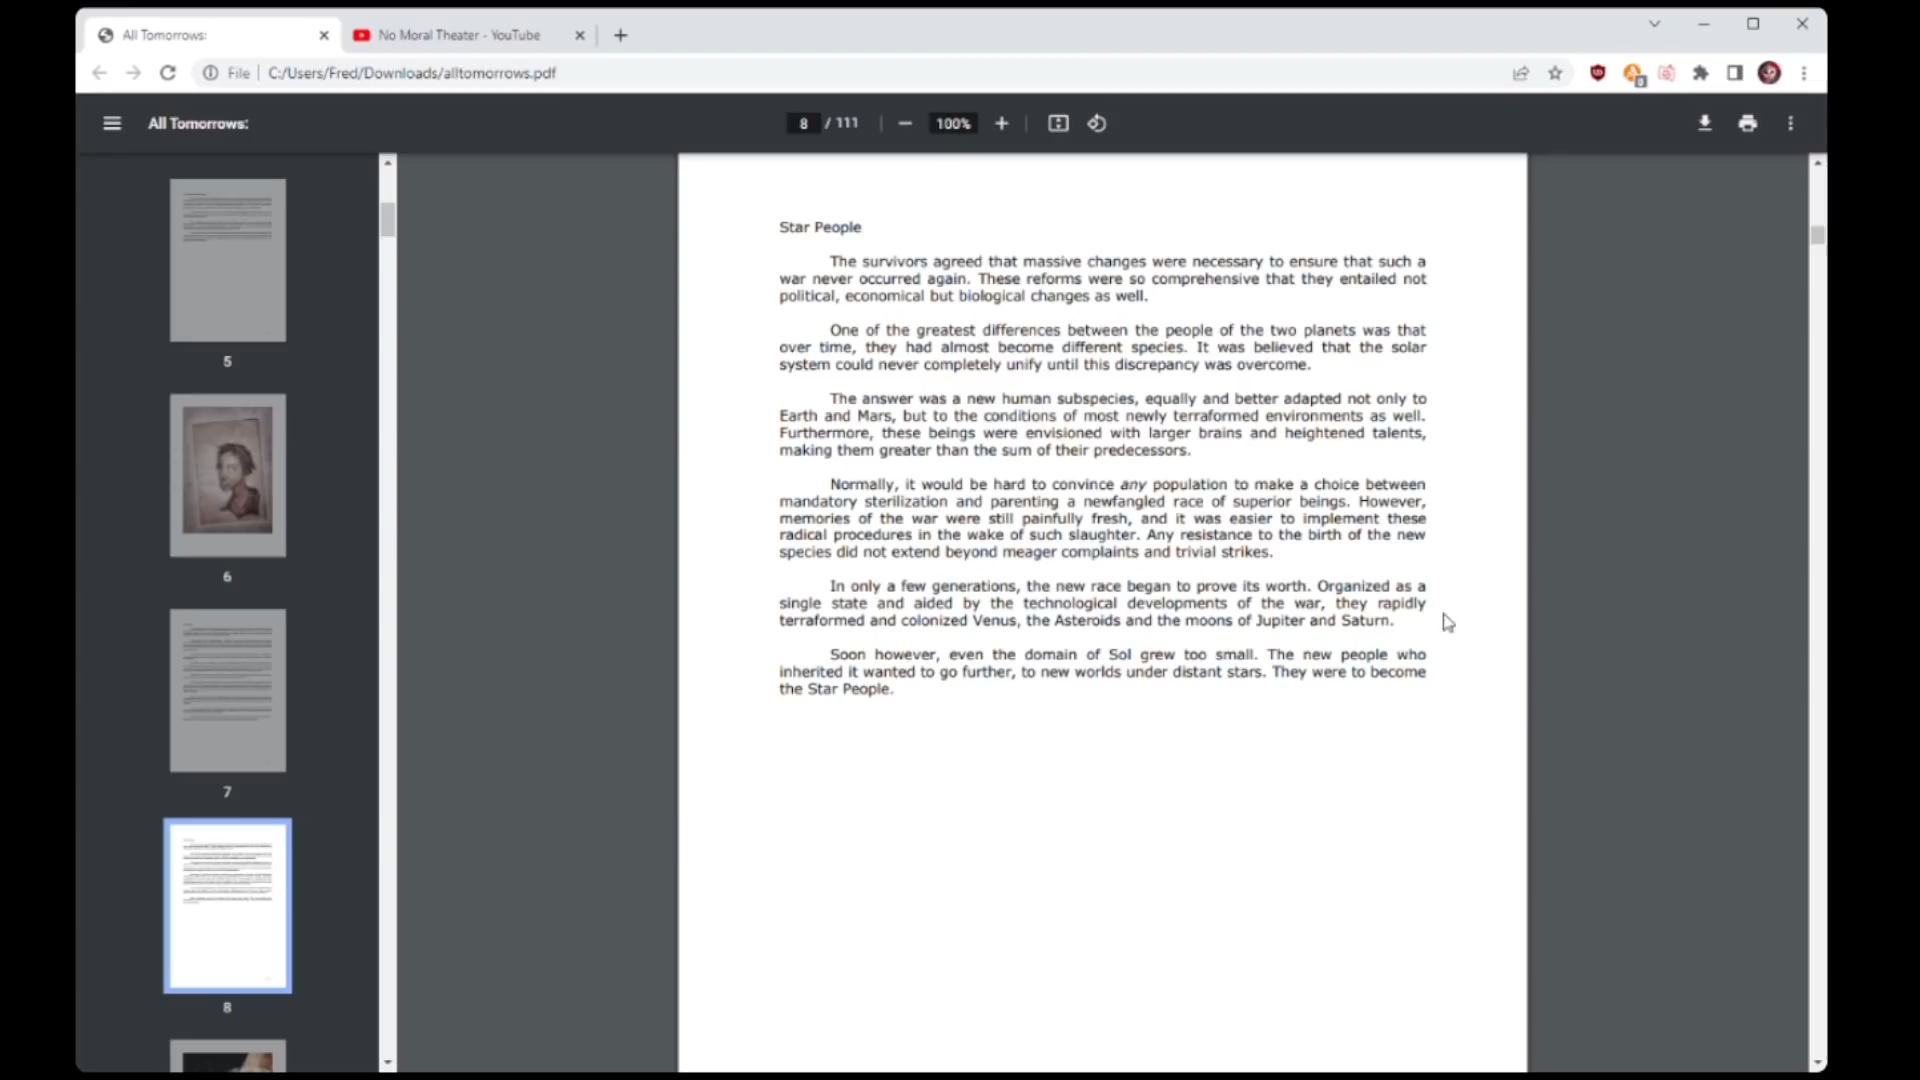 All Tomorrows:
No Moral Theater - YouTube
File
C:/Users/Fred/Downloads/alltomorrows.pdf
All Tomorrows:
8 / 111
100%
5
6
7
8
Star People
The survivors agreed that massive changes were necessary to ensure that such a
war never occurred again. These reforms were so comprehensive that they entailed not
political, economical but biological changes as well.
One of the greatest differences between the people of the two planets was that
over time, they had almost become different species. It was believed that the solar
system could never completely unify until this discrepancy was overcome.
The answer was a new human subspecies, equally and better adapted not only to
Earth and Mars, but to the conditions of most newly terraformed environments as well.
Furthermore, these beings were envisioned with larger brains and heightened talents,
making them greater than the sum of their predecessors.
Normally, it would be hard to convince any population to make a choice between
mandatory sterilization and parenting a newfangled race of superior beings. However,
memories of the war were still painfully fresh, and it was easier to implement these
radical procedures in the wake of such slaughter. Any resistance to the birth of the new
species did not extend beyond meager complaints and trivial strikes.
In only a few generations, the new race began to prove its worth. Organized as a
single state and aided by the technological developments of the war, they rapidly
terraformed and colonized Venus, the Asteroids and the moons of Jupiter and Saturn.
Soon however, even the domain of Sol grew too small. The new people who
inherited it wanted to go further, to new worlds under distant stars. They were to become
the Star People.